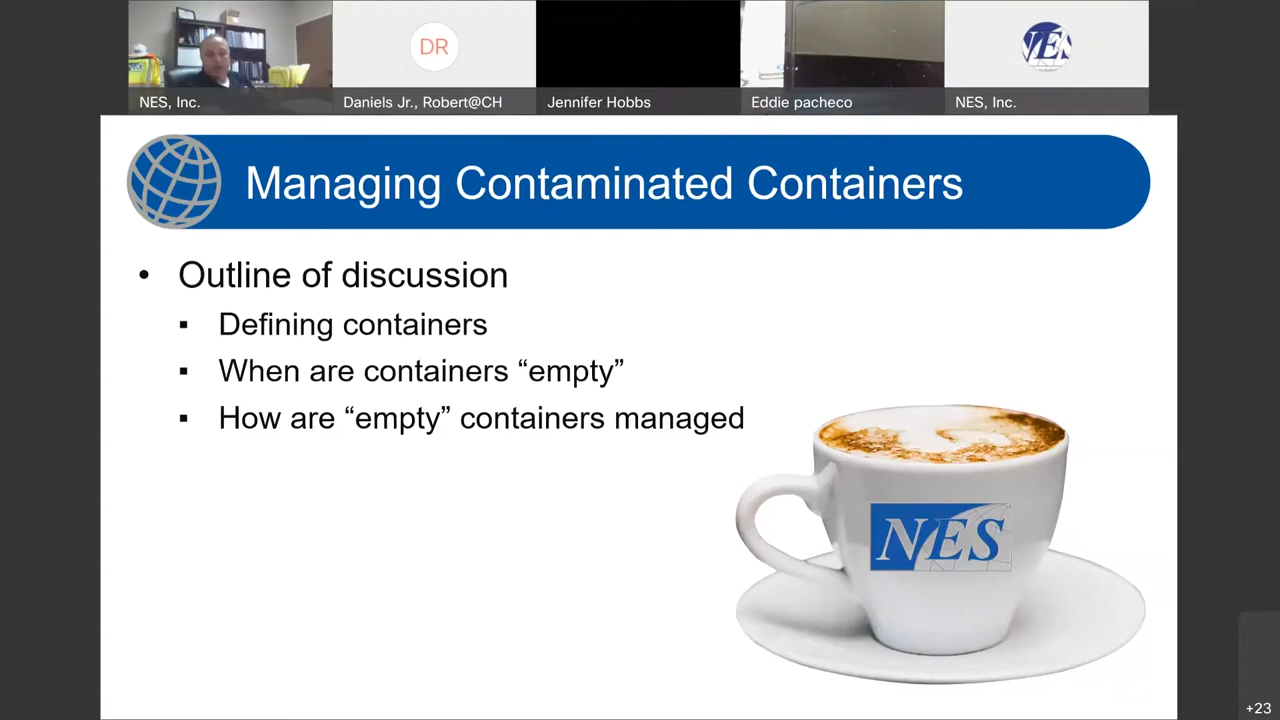 NES, Inc.
DR
Daniels Jr., Robert@CH
Jennifer Hobbs
Eddie pacheco
NES
NES, Inc.
Managing Contaminated Containers
• Outline of discussion
▪ Defining containers
▪ When are containers “empty”
▪ How are “empty” containers managed
NES
+23